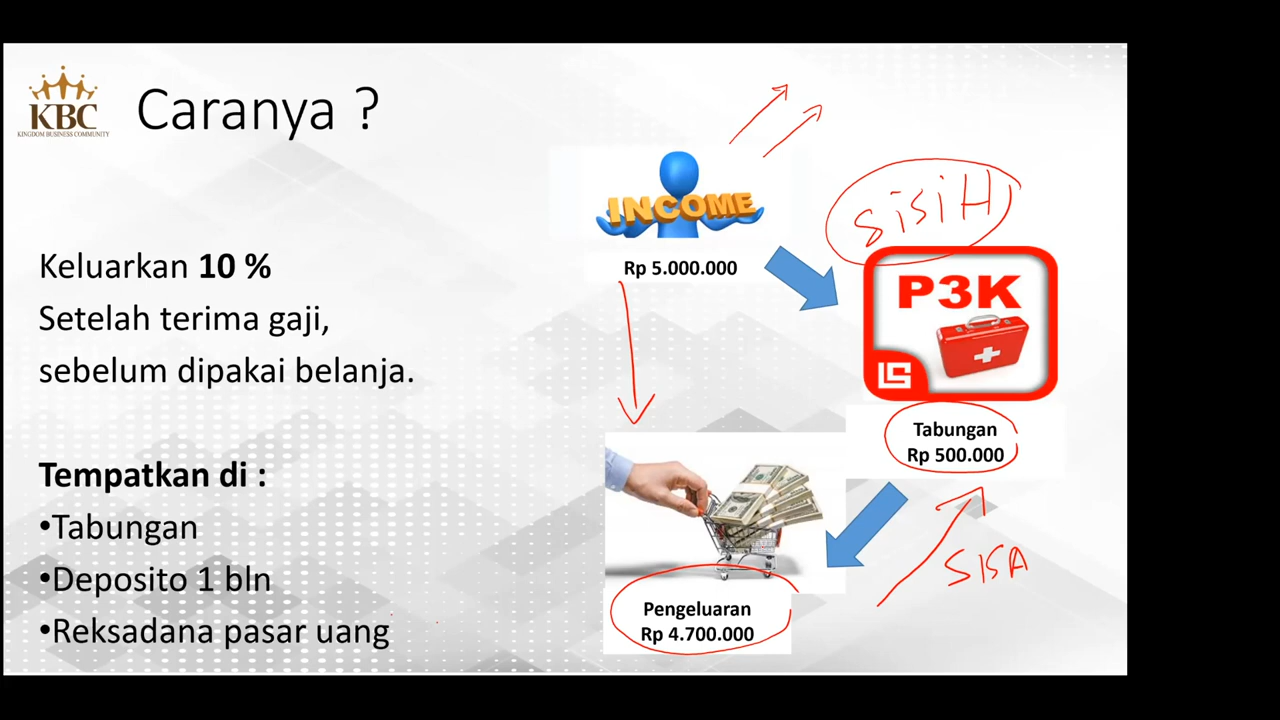 KBC
KINGDOM BUSINESS COMMUNITY
Caranya ?
Keluarkan 10 %
Setelah terima gaji,
sebelum dipakai belanja.
Tempatkan di :
•Tabungan
•Deposito 1 bln
•Reksadana pasar uang
INCOME
Rp 5.000.000
SISIH
P3K
LS
Tabungan
Rp 500.000
SISA
Pengeluaran
Rp 4.700.000